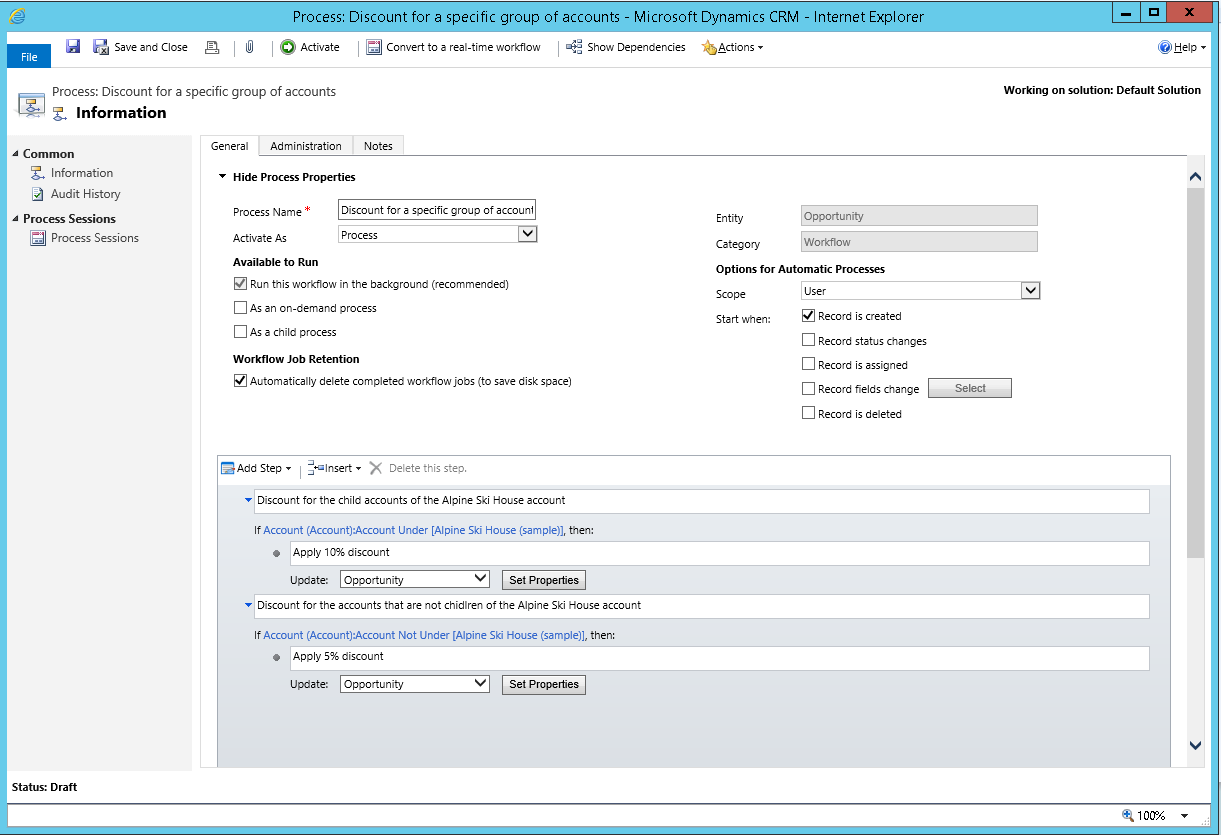 Process: Discount for a specific group of accounts - Microsoft Dynamics CRM - Internet Explorer
X
File
Save and Close
Activate
Convert to a real-time workflow
Show Dependencies
Actions
Help
Process: Discount for a specific group of accounts
Information
Working on solution: Default Solution
Common
Information
Audit History
Process Sessions
Process Sessions
General
Administration
Notes
Hide Process Properties
Process Name *
Discount for a specific group of account
Activate As
Process
Available to Run
Run this workflow in the background (recommended)
As an on-demand process
As a child process
Workflow Job Retention
Automatically delete completed workflow jobs (to save disk space)
Entity
Opportunity
Category
Workflow
Options for Automatic Processes
Scope
User
Start when:
Record is created
Record status changes
Record is assigned
Record fields change
Select
Record is deleted
Add Step
Insert
Delete this step.
Discount for the child accounts of the Alpine Ski House account
If Account (Account):Account Under [Alpine Ski House (sample)], then:
Apply 10% discount
Update:
Opportunity
Set Properties
Discount for the accounts that are not chidlren of the Alpine Ski House account
If Account (Account):Account Not Under [Alpine Ski House (sample)], then:
Apply 5% discount
Update:
Opportunity
Set Properties
Status: Draft
100%